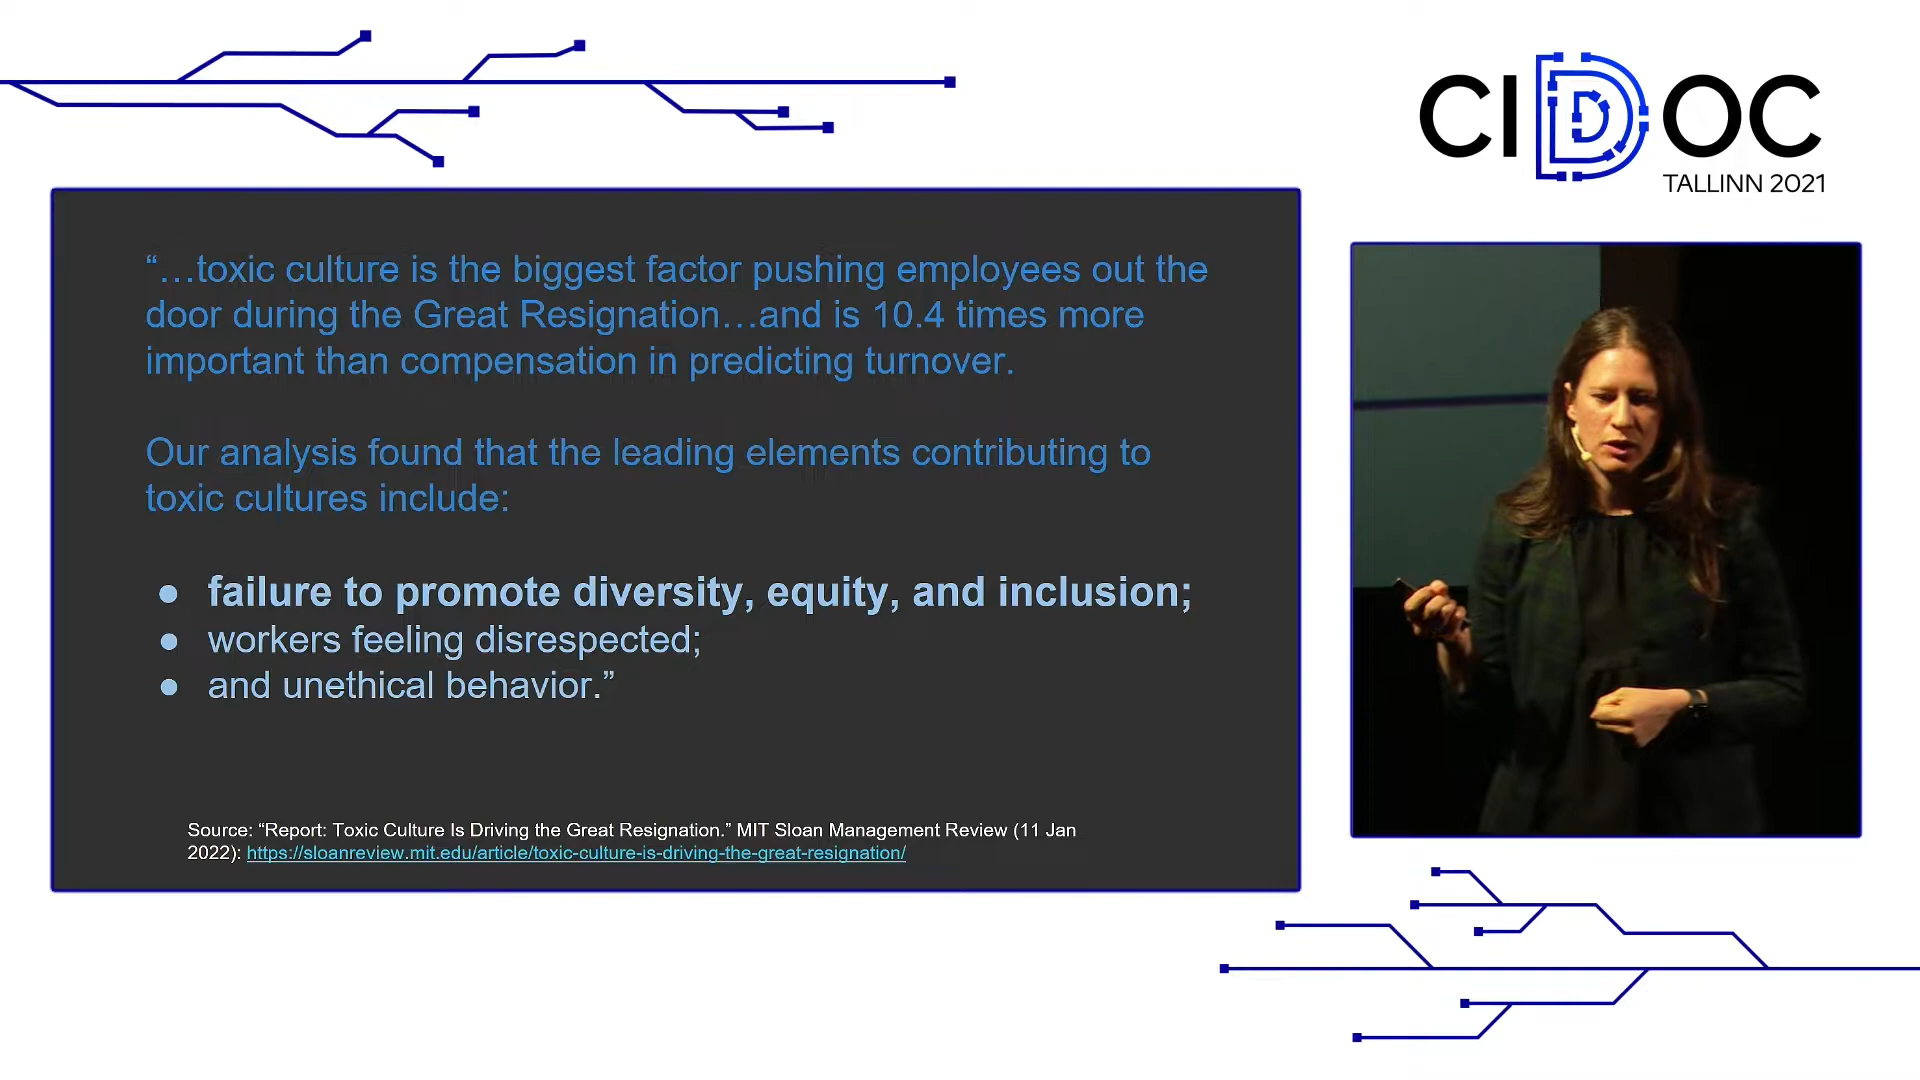 CIDOC
TALLINN 2021
“…toxic culture is the biggest factor pushing employees out the
door during the Great Resignation…and is 10.4 times more
important than compensation in predicting turnover.
Our analysis found that the leading elements contributing to
toxic cultures include:
● failure to promote diversity, equity, and inclusion;
● workers feeling disrespected;
● and unethical behavior.”
Source: “Report: Toxic Culture Is Driving the Great Resignation.” MIT Sloan Management Review (11 Jan
2022): https://sloanreview.mit.edu/article/toxic-culture-is-driving-the-great-resignation/